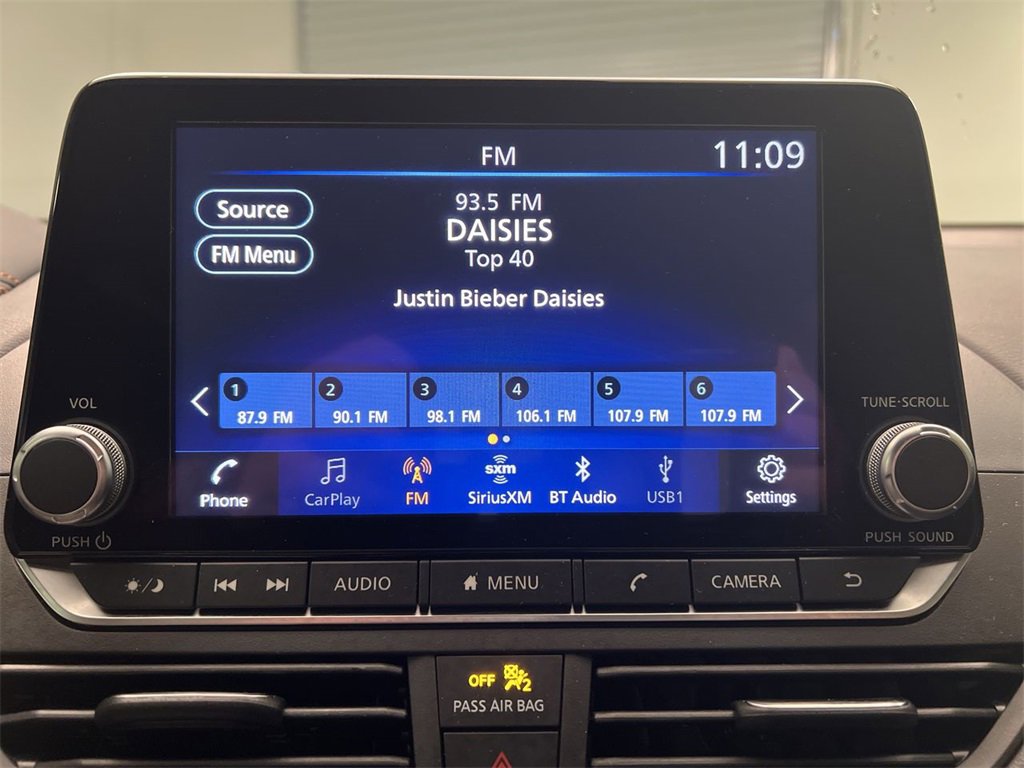 FM
11:09
Source
93.5 FM
DAISIES
FM Menu
Top 40
Justin Bieber Daisies
1
2
3
4
5
6
87.9 FM
90.1 FM
98.1 FM
106.1 FM
107.9 FM
107.9 FM
VOL
TUNE·SCROLL
sxm
Phone
CarPlay
FM
SiriusXM
BT Audio
USB1
Settings
PUSH
PUSH SOUND
AUDIO
MENU
CAMERA
OFF
2
PASS AIR BAG